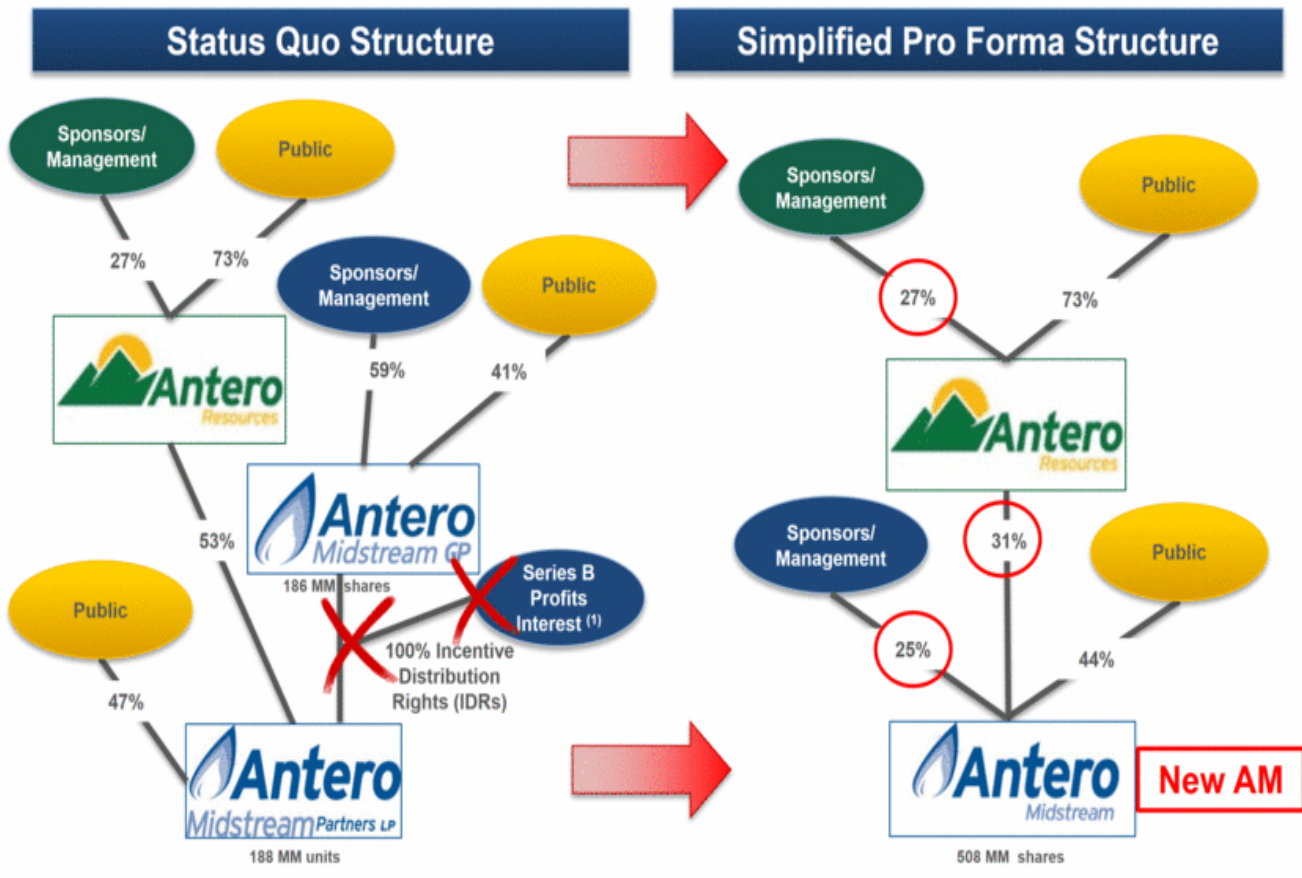 Status Quo Structure
Sponsors/
Management
Public
27%
73%
Sponsors/
Management
Public
59%
41%
Antero
Resources
Antero
Midstream GP
186 MM shares
53%
Series B
Profits
Interest (1)
100% Incentive
Distribution
Rights (IDRs)
Public
47%
Antero
Midstream Partners LP
188 MM units
Simplified Pro Forma Structure
Sponsors/
Management
Public
27%
73%
Antero
Resources
Sponsors/
Management
31%
Public
25%
44%
Antero
Midstream
New AM
508 MM shares